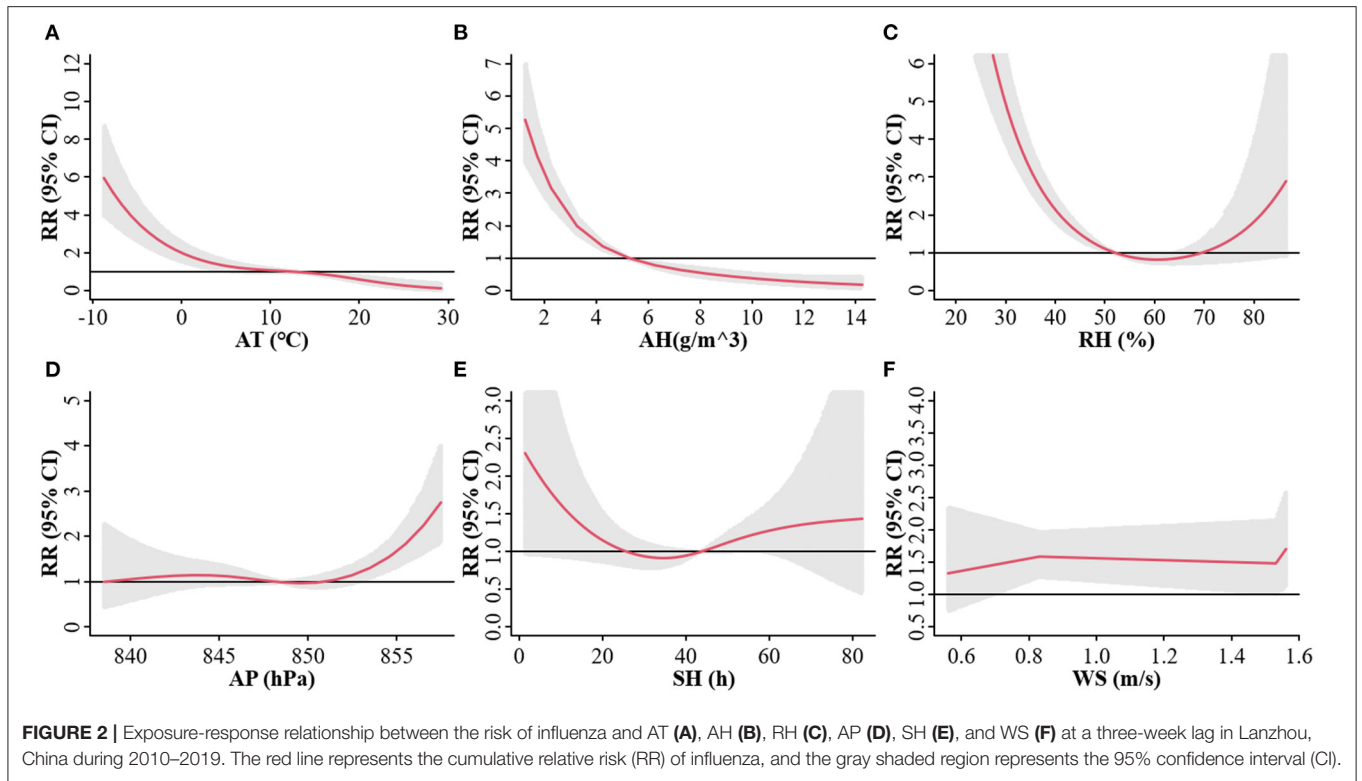 A
RR (95% CI)
0 2 4 6 8 10 12
-10 0 10 20 30
AT (℃)
B
RR (95% CI)
0 1 2 3 4 5 6 7
2 4 6 8 10 12 14
AH(g/m^3)
C
RR (95% CI)
0 1 2 3 4 5 6
20 30 40 50 60 70 80
RH (%)
D
RR (95% CI)
0 1 2 3 4 5
840 845 850 855
AP (hPa)
E
RR (95% CI)
0.0 0.5 1.0 1.5 2.0 2.5 3.0
0 20 40 60 80
SH (h)
F
RR (95% CI)
0.5 1.0 1.5 2.0 2.5 3.0 3.5 4.0
0.6 0.8 1.0 1.2 1.4 1.6
WS (m/s)
FIGURE 2 | Exposure-response relationship between the risk of influenza and AT (A), AH (B), RH (C), AP (D), SH (E), and WS (F) at a three-week lag in Lanzhou,
China during 2010–2019. The red line represents the cumulative relative risk (RR) of influenza, and the gray shaded region represents the 95% confidence interval (CI).